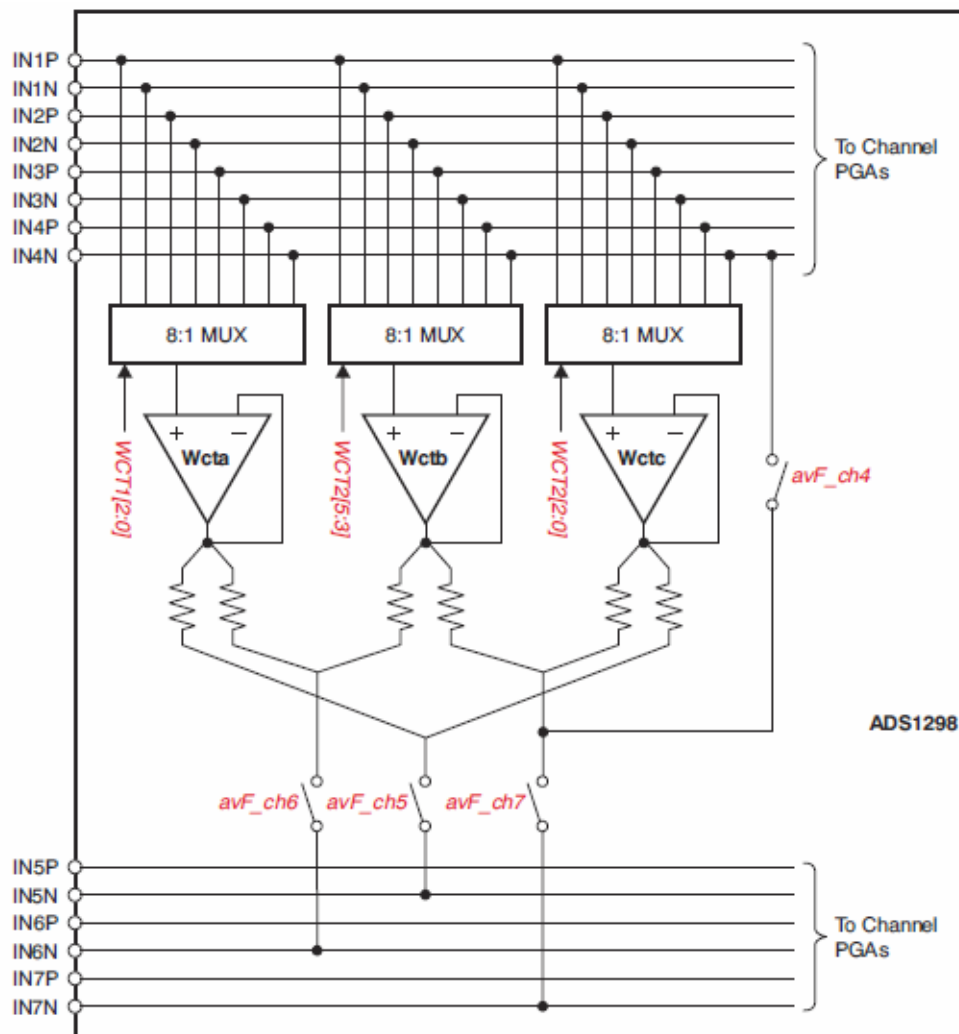 IN1P
IN1N
IN2P
IN2N
IN3P
IN3N
IN4P
IN4N
To Channel
PGAs
8:1 MUX
8:1 MUX
8:1 MUX
+ −
Wcta
+ −
Wctb
+ −
Wctc
WCT1[2:0]
WCT2[5:3]
WCT2[2:0]
avF_ch4
ADS1298
avF_ch6
avF_ch5
avF_ch7
IN5P
IN5N
IN6P
IN6N
IN7P
IN7N
To Channel
PGAs